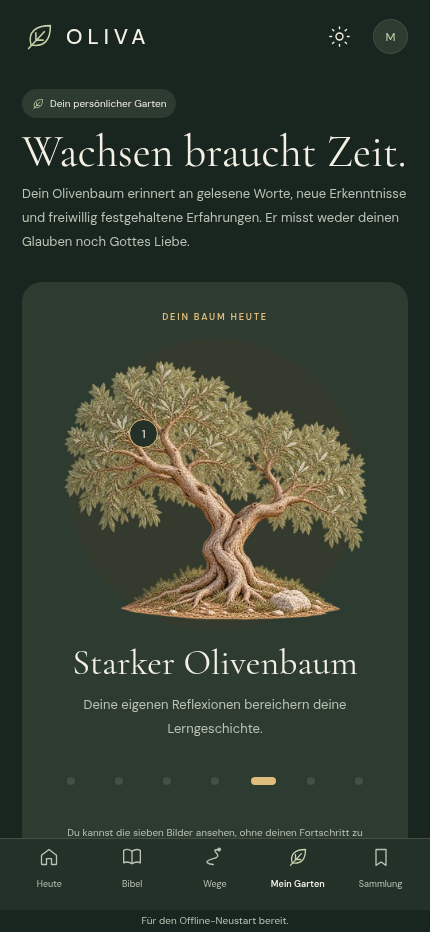 OLIVA
M
Dein persönlicher Garten
Wachsen braucht Zeit.
Dein Olivenbaum erinnert an gelesene Worte, neue Erkenntnisse
und freiwillig festgehaltene Erfahrungen. Er misst weder deinen
Glauben noch Gottes Liebe.
DEIN BAUM HEUTE
1
Starker Olivenbaum
Deine eigenen Reflexionen bereichern deine
Lerngeschichte.
Du kannst die sieben Bilder ansehen, ohne deinen Fortschritt zu
Heute
Bibel
Wege
Mein Garten
Sammlung
Für den Offline-Neustart bereit.